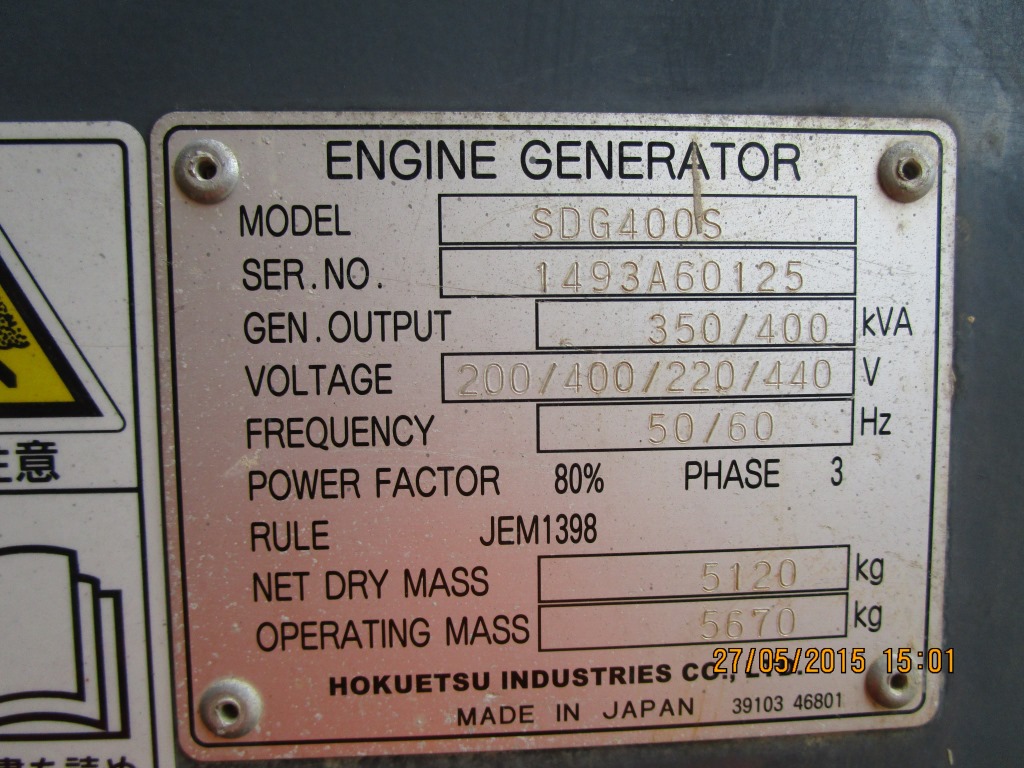 ENGINE GENERATOR
MODEL SDG400S
SER.NO. 1493A60125
GEN.OUTPUT 350/400 kVA
VOLTAGE 200/400/220/440 V
FREQUENCY 50/60 Hz
POWER FACTOR 80% PHASE 3
RULE JEM1398
NET DRY MASS 5120 kg
OPERATING MASS 5670 kg
HOKUETSU INDUSTRIES CO., LTD.
MADE IN JAPAN 39103 46801
27/05/2015 15:01
意